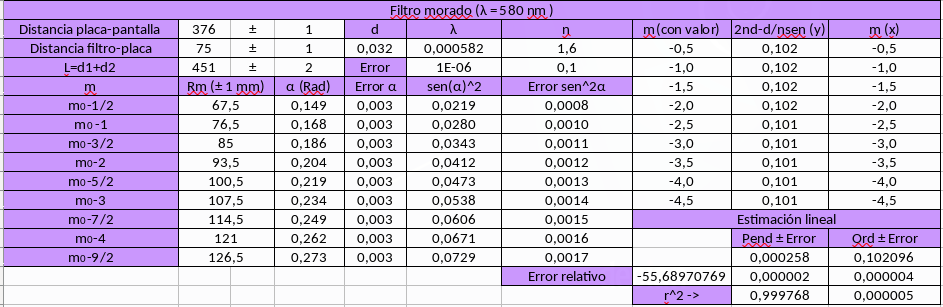 Filtro morado (λ = 580 nm )
Distancia placa-pantalla 376 ± 1 d λ n m (con valor) 2nd-d/nsen (y) m (x)
Distancia filtro-placa 75 ± 1 0,032 0,000582 1,6 -0,5 0,102 -0,5
L=d1+d2 451 ± 2 Error 1E-06 0,1 -1,0 0,102 -1,0
m Rm (± 1 mm) α (Rad) Error α sen(α)^2 Error sen^2α -1,5 0,102 -1,5
m₀-1/2 67,5 0,149 0,003 0,0219 0,0008 -2,0 0,102 -2,0
m₀-1 76,5 0,168 0,003 0,0280 0,0010 -2,5 0,101 -2,5
m₀-3/2 85 0,186 0,003 0,0343 0,0011 -3,0 0,101 -3,0
m₀-2 93,5 0,204 0,003 0,0412 0,0012 -3,5 0,101 -3,5
m₀-5/2 100,5 0,219 0,003 0,0473 0,0013 -4,0 0,101 -4,0
m₀-3 107,5 0,234 0,003 0,0538 0,0014 -4,5 0,101 -4,5
m₀-7/2 114,5 0,249 0,003 0,0606 0,0015 Estimación lineal
m₀-4 121 0,262 0,003 0,0671 0,0016 Pend ± Error Ord ± Error
m₀-9/2 126,5 0,273 0,003 0,0729 0,0017 0,000258 0,102096
Error relativo -55,68970769 0,000002 0,000004
r^2 -> 0,999768 0,000005